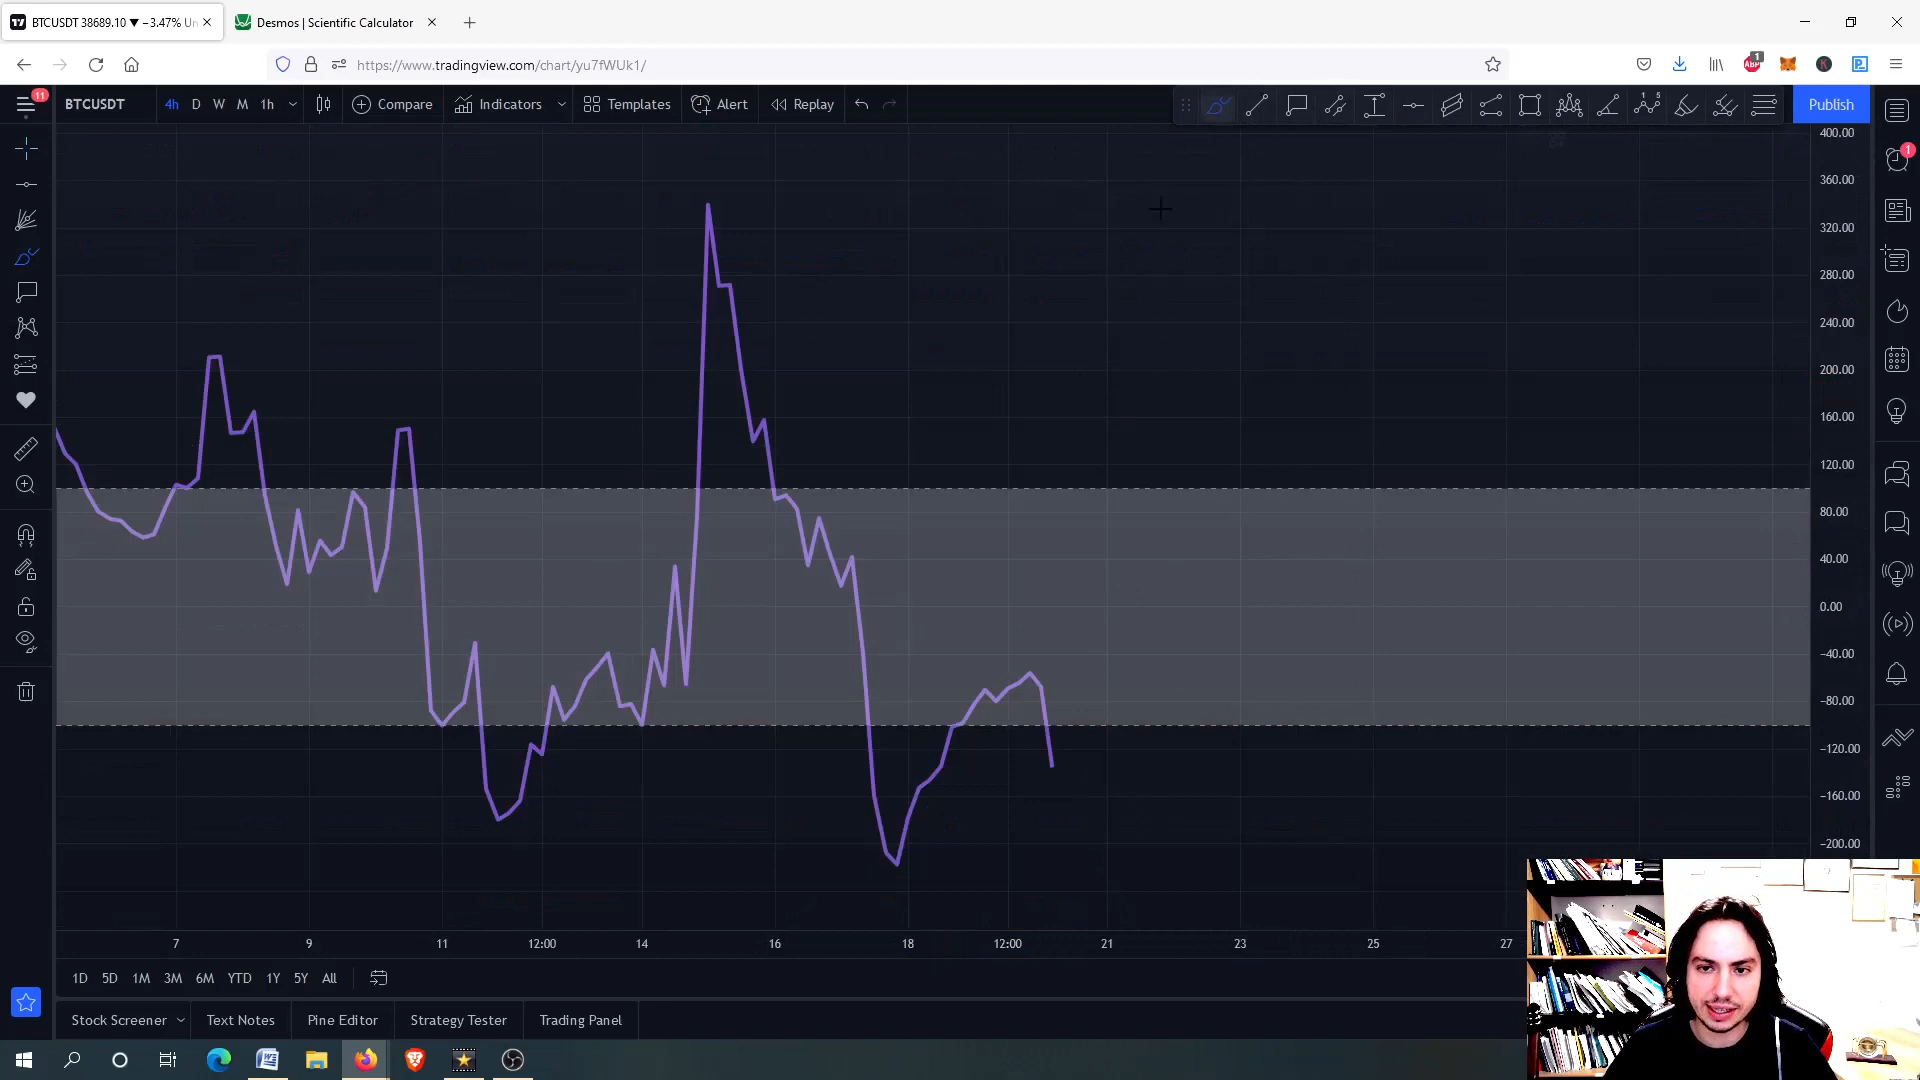 BTCUSDT 38689.10 ▼ −3.47% Un
Desmos | Scientific Calculator
https://www.tradingview.com/chart/yu7fWUk1/
1
11
BTCUSDT
4h D W M 1h
Compare
Indicators
Templates
Alert
Replay
Publish
1
400.00
360.00
320.00
280.00
240.00
200.00
160.00
120.00
80.00
40.00
0.00
−40.00
−80.00
−120.00
−160.00
−200.00
7 9 11 12:00 14 16 18 12:00 21 23 25 27
1D 5D 1M 3M 6M YTD 1Y 5Y All
Stock Screener Text Notes Pine Editor Strategy Tester Trading Panel